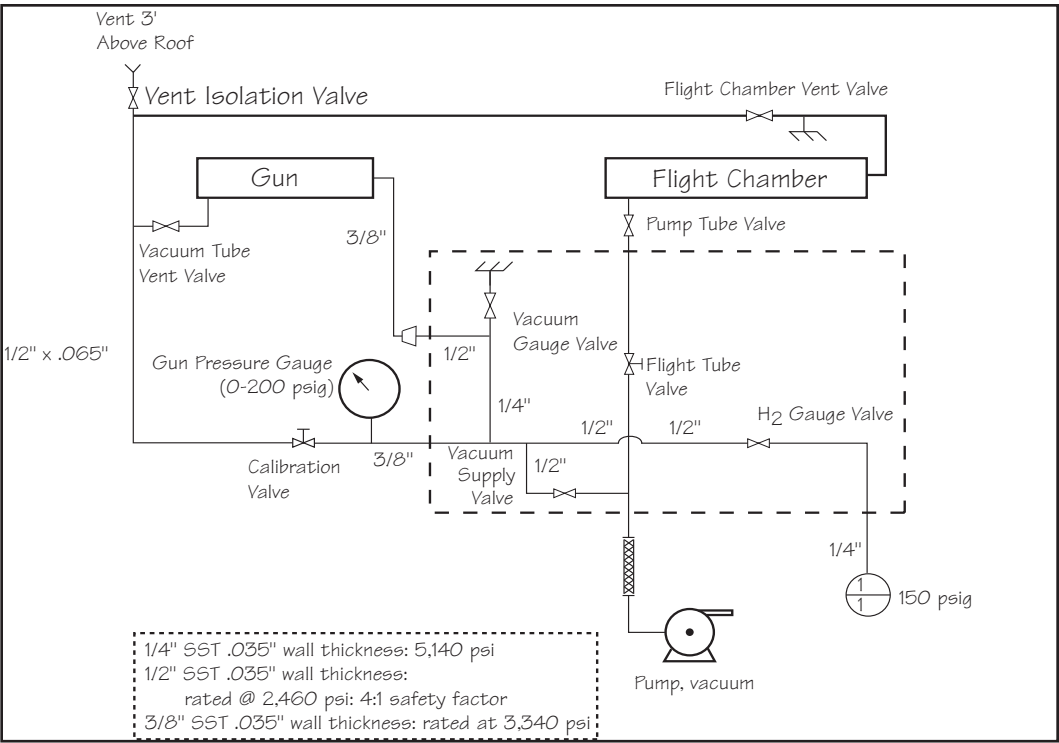 Vent 3'
Above Roof
Vent Isolation Valve
Flight Chamber Vent Valve
Gun
Flight Chamber
Pump Tube Valve
3/8"
Vacuum Tube
Vent Valve
Vacuum
Gauge Valve
1/2" x .065"
Gun Pressure Gauge
(0-200 psig)
1/2"
Flight Tube
Valve
1/4"
H2 Gauge Valve
1/2"
1/2"
Calibration
Valve
3/8"
Vacuum
Supply
Valve
1/2"
1/4"
1
1
150 psig
Pump, vacuum
1/4" SST .035" wall thickness: 5,140 psi
1/2" SST .035" wall thickness:
rated @ 2,460 psi: 4:1 safety factor
3/8" SST .035" wall thickness: rated at 3,340 psi